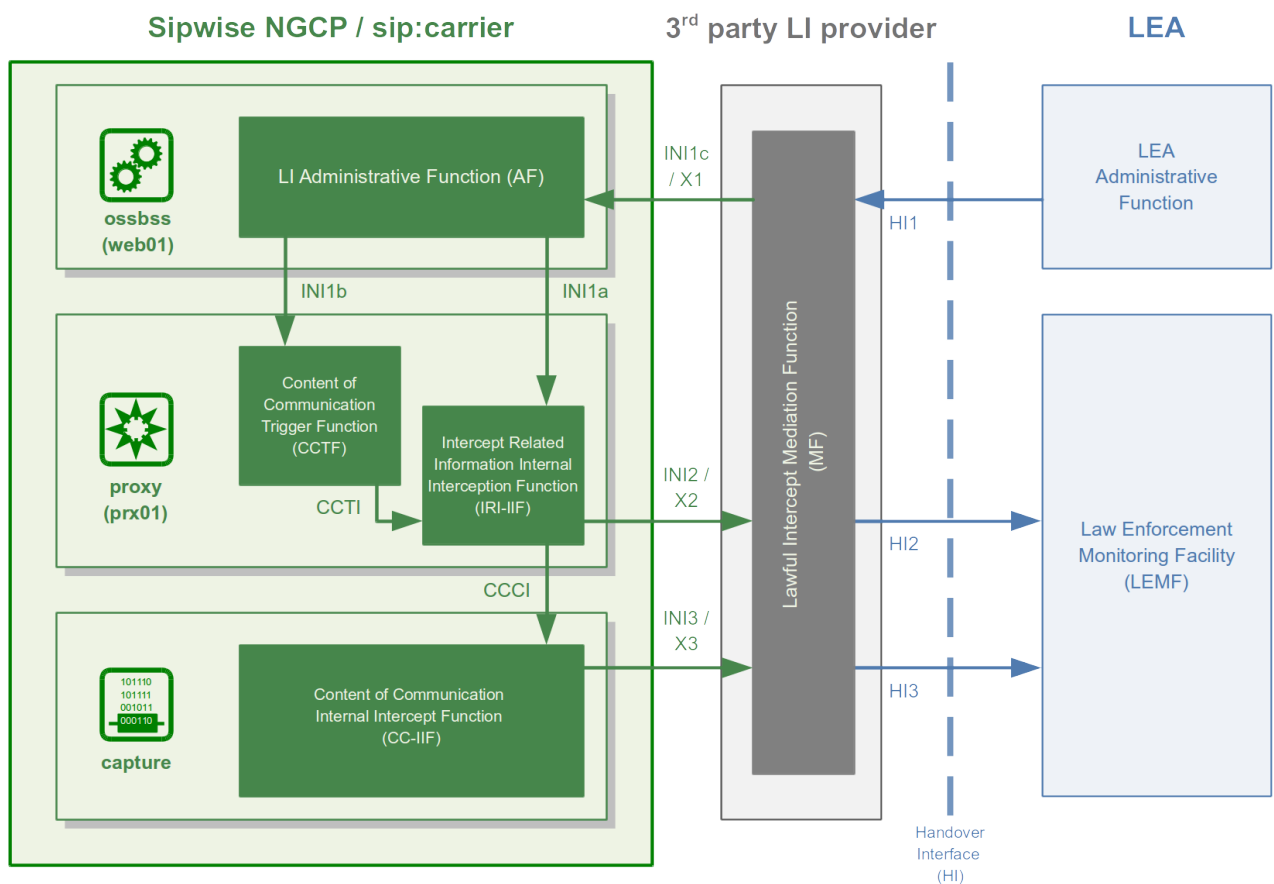 Sipwise NGCP / sip:carrier
3rd party LI provider
LEA
ossbss
(web01)
LI Administrative Function (AF)
INI1c
/ X1
HI1
LEA
Administrative
Function
INI1b
INI1a
proxy
(prx01)
Content of
Communication
Trigger Function
(CCTF)
CCTI
Intercept Related
Information Internal
Interception Function
(IRI-IIF)
INI2 /
X2
Lawful Intercept Mediation Function
(MF)
HI2
Law Enforcement
Monitoring Facility
(LEMF)
CCCI
INI3 /
X3
HI3
101110
101111
001011
000110
capture
Content of Communication
Internal Intercept Function
(CC-IIF)
Handover
Interface
(HI)